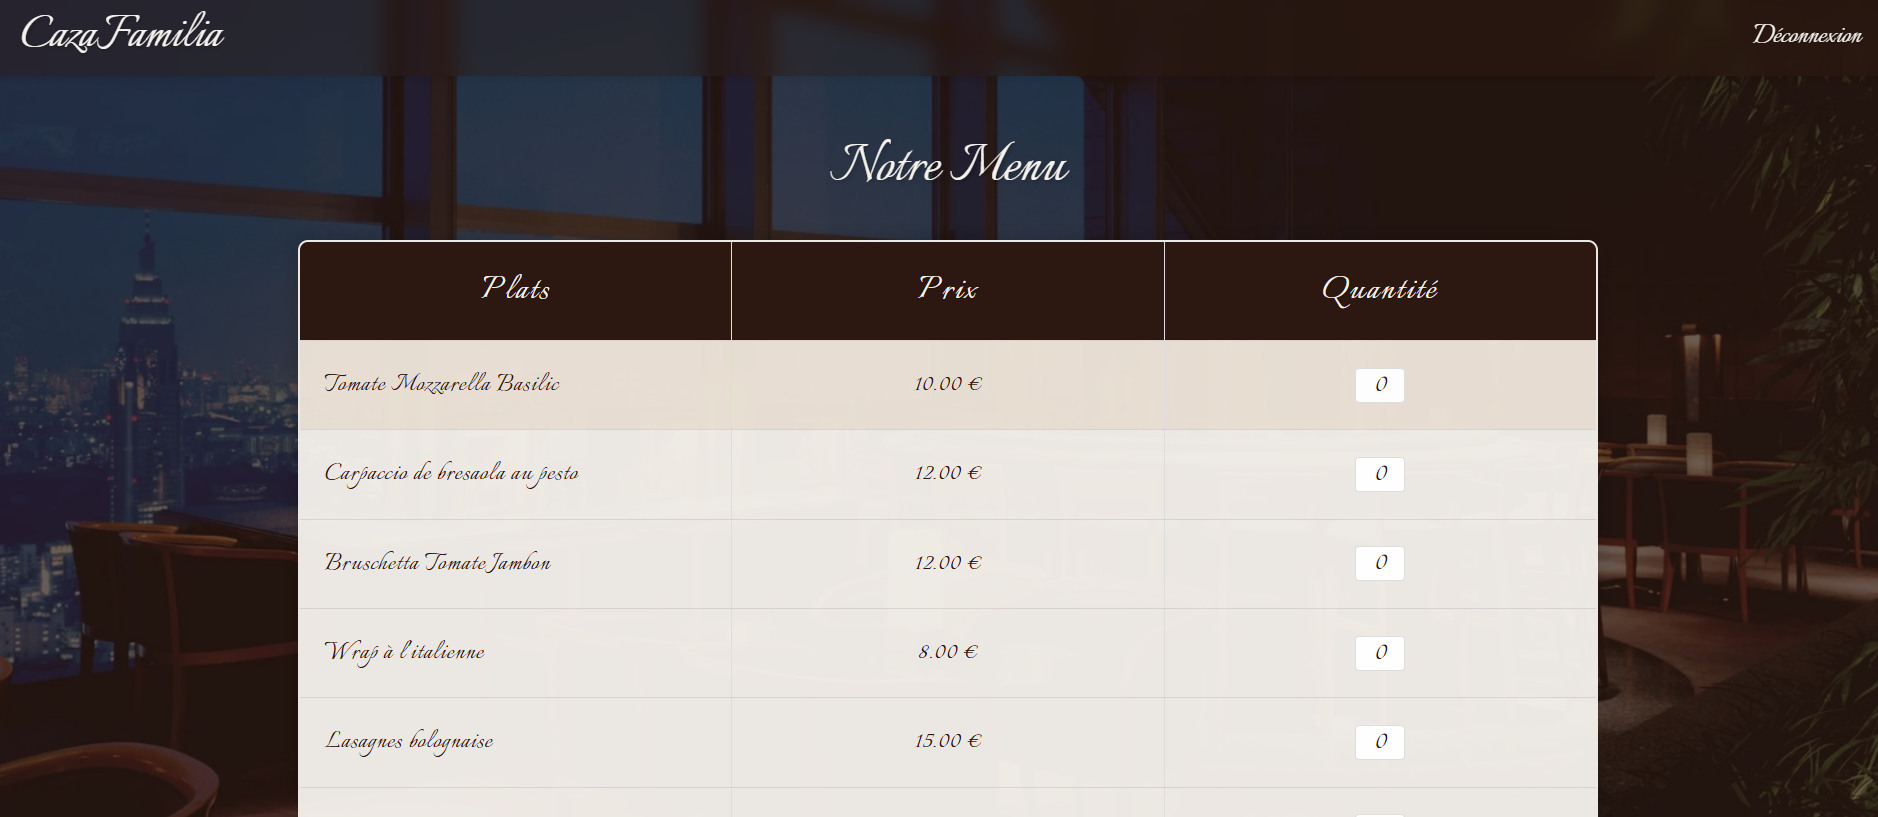 CazaFamilia
Déconnexion
Notre Menu
Plats Prix Quantité
Tomate Mozzarella Basilic 10.00 € 0
Carpaccio de bresaola au pesto 12.00 € 0
Bruschetta Tomate Jambon 12.00 € 0
Wrap à l'italienne 8.00 € 0
Lasagnes bolognaise 15.00 € 0